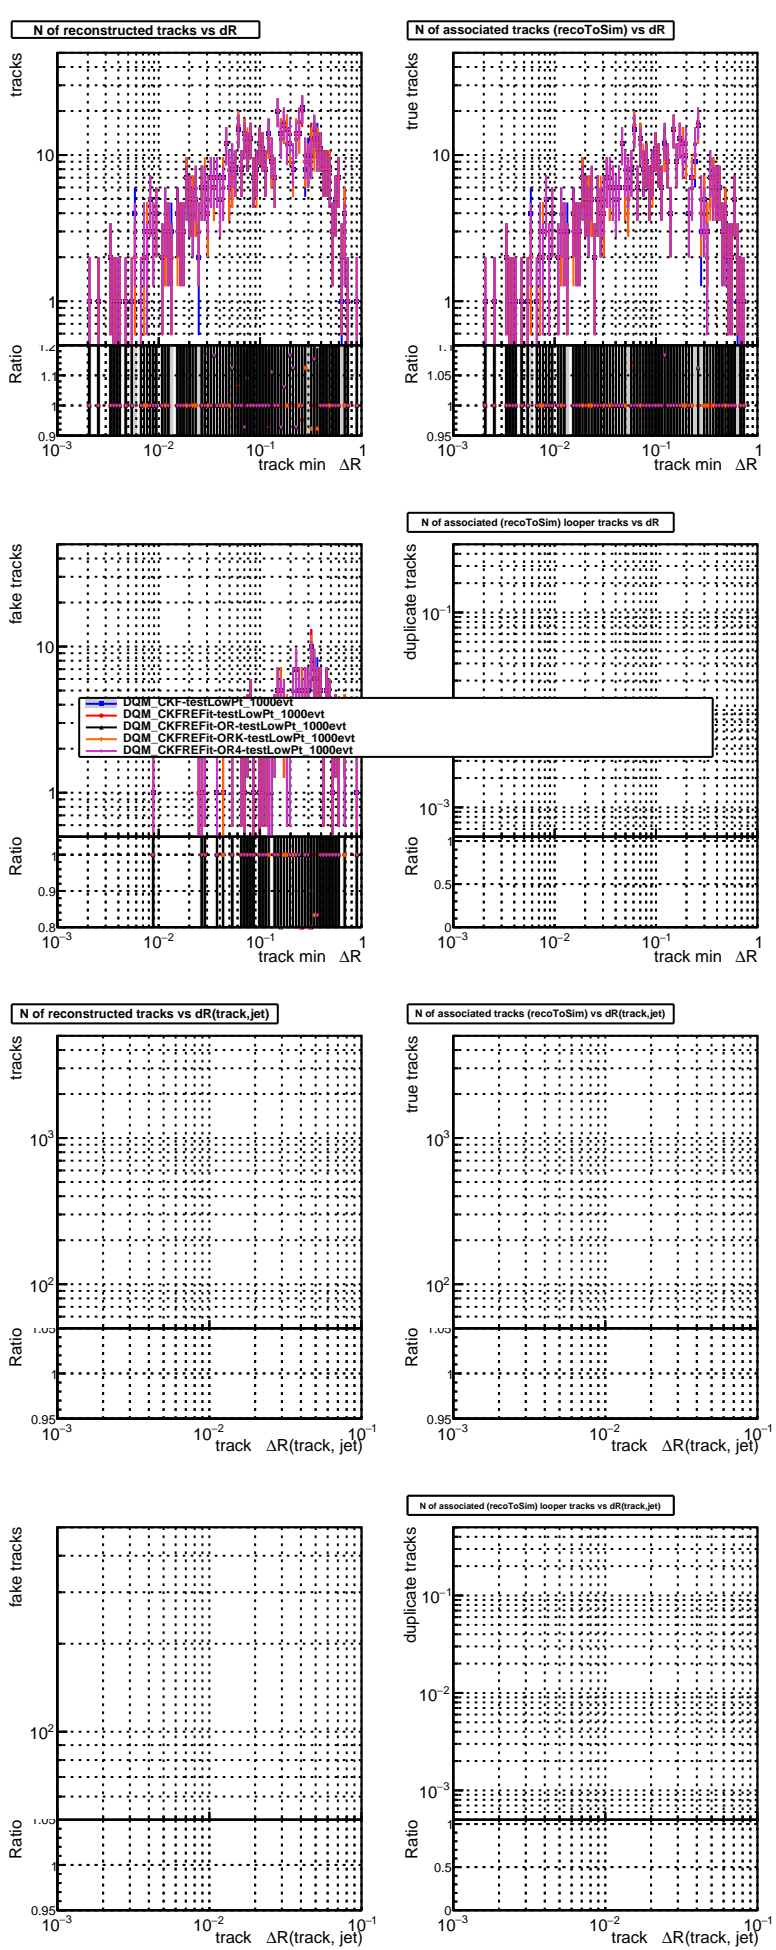 N of reconstructed tracks vs dR
tracks
10
1
Ratio
1.2
1.1
1
0.9
10−3
10−2
10−1
1
track min ΔR
N of associated tracks (recoToSim) vs dR
true tracks
10
1
Ratio
1.1
1.05
1
0.95
10−3
10−2
10−1
1
track min ΔR
fake tracks
10
1
Ratio
1
0.9
0.8
10−3
10−2
10−1
1
track min ΔR
N of associated (recoToSim) looper tracks vs dR
duplicate tracks
10−1
10−3
Ratio
1
0.5
0
10−3
10−2
10−1
1
track min ΔR
DQM_CKF-testLowPt_1000evt
DQM_CKFREFit-testLowPt_1000evt
DQM_CKFREFit-OR-testLowPt_1000evt
DQM_CKFREFit-ORK-testLowPt_1000evt
DQM_CKFREFit-OR4-testLowPt_1000evt
N of reconstructed tracks vs dR(track,jet)
tracks
10³
10²
Ratio
1.05
1
0.95
10−3
10−2
10−1
track ΔR(track, jet)
N of associated tracks (recoToSim) vs dR(track,jet)
true tracks
10³
10²
Ratio
1.05
1
0.95
10−3
10−2
10−1
track ΔR(track, jet)
fake tracks
10²
Ratio
1.05
1
0.95
10−3
10−2
10−1
track ΔR(track, jet)
N of associated (recoToSim) looper tracks vs dR(track,jet)
duplicate tracks
10−1
10−2
10−3
Ratio
1
0.5
0
10−3
10−2
10−1
track ΔR(track, jet)